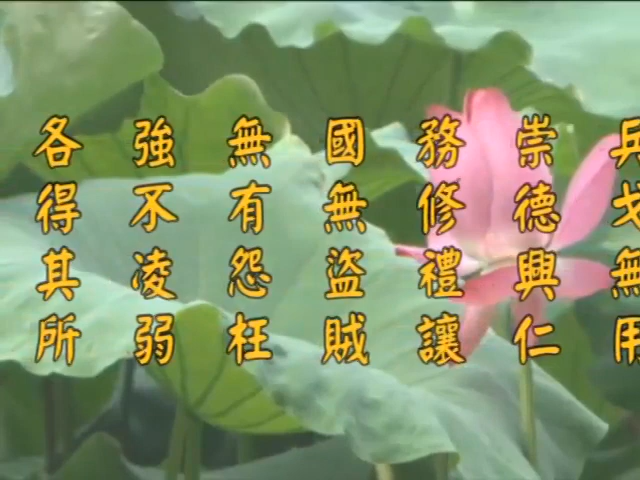 兵戈無用
崇德興仁
務修禮讓
國無盜賊
無有怨枉
強不凌弱
各得其所